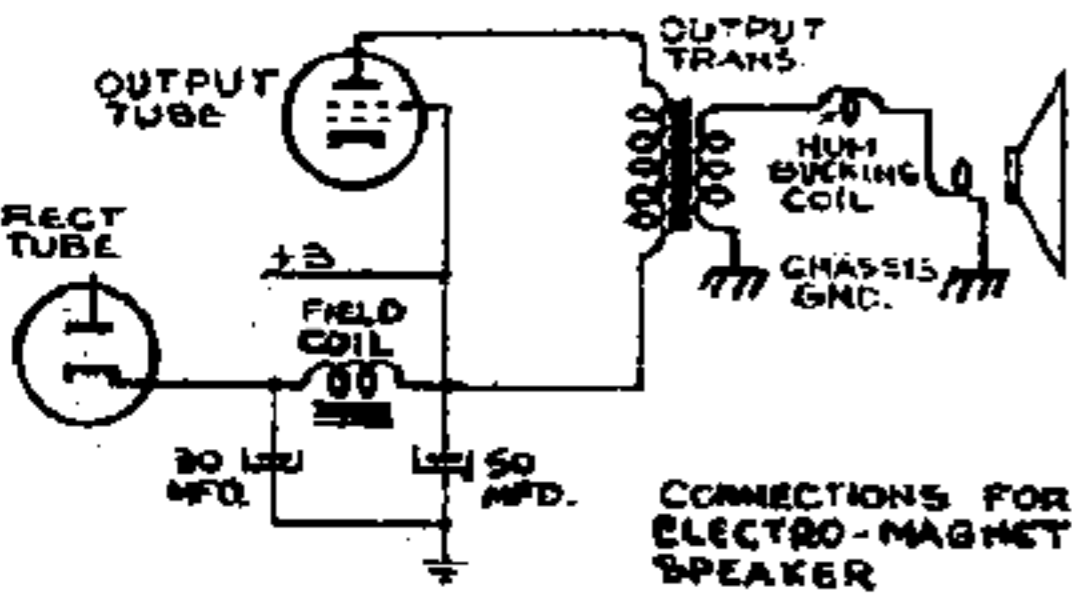 OUTPUT
TRANS.
OUTPUT
TUBE
HUM
BUCKING
COIL
RECT
TUBE
+B
CHASSIS
GND.
FIELD
COIL
MFD.
50
MFD.
CONNECTIONS FOR
ELECTRO-MAGNET
SPEAKER